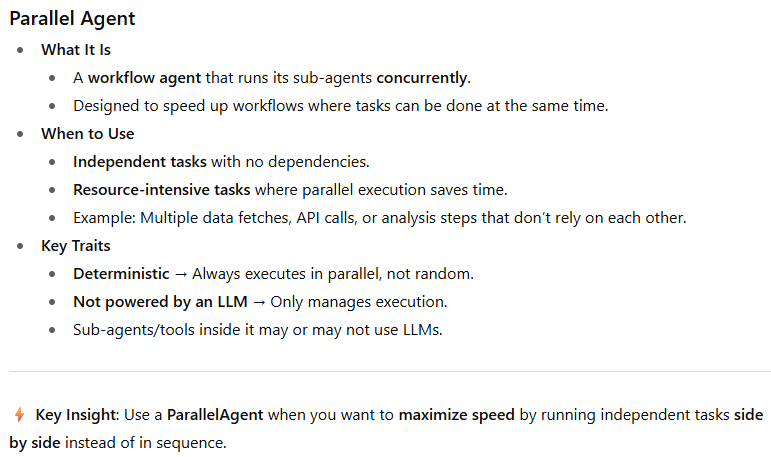 Parallel Agent
What It Is
A workflow agent that runs its sub-agents concurrently.
Designed to speed up workflows where tasks can be done at the same time.
When to Use
Independent tasks with no dependencies.
Resource-intensive tasks where parallel execution saves time.
Example: Multiple data fetches, API calls, or analysis steps that don't rely on each other.
Key Traits
Deterministic → Always executes in parallel, not random.
Not powered by an LLM → Only manages execution.
Sub-agents/tools inside it may or may not use LLMs.
⚡ Key Insight: Use a ParallelAgent when you want to maximize speed by running independent tasks side
by side instead of in sequence.